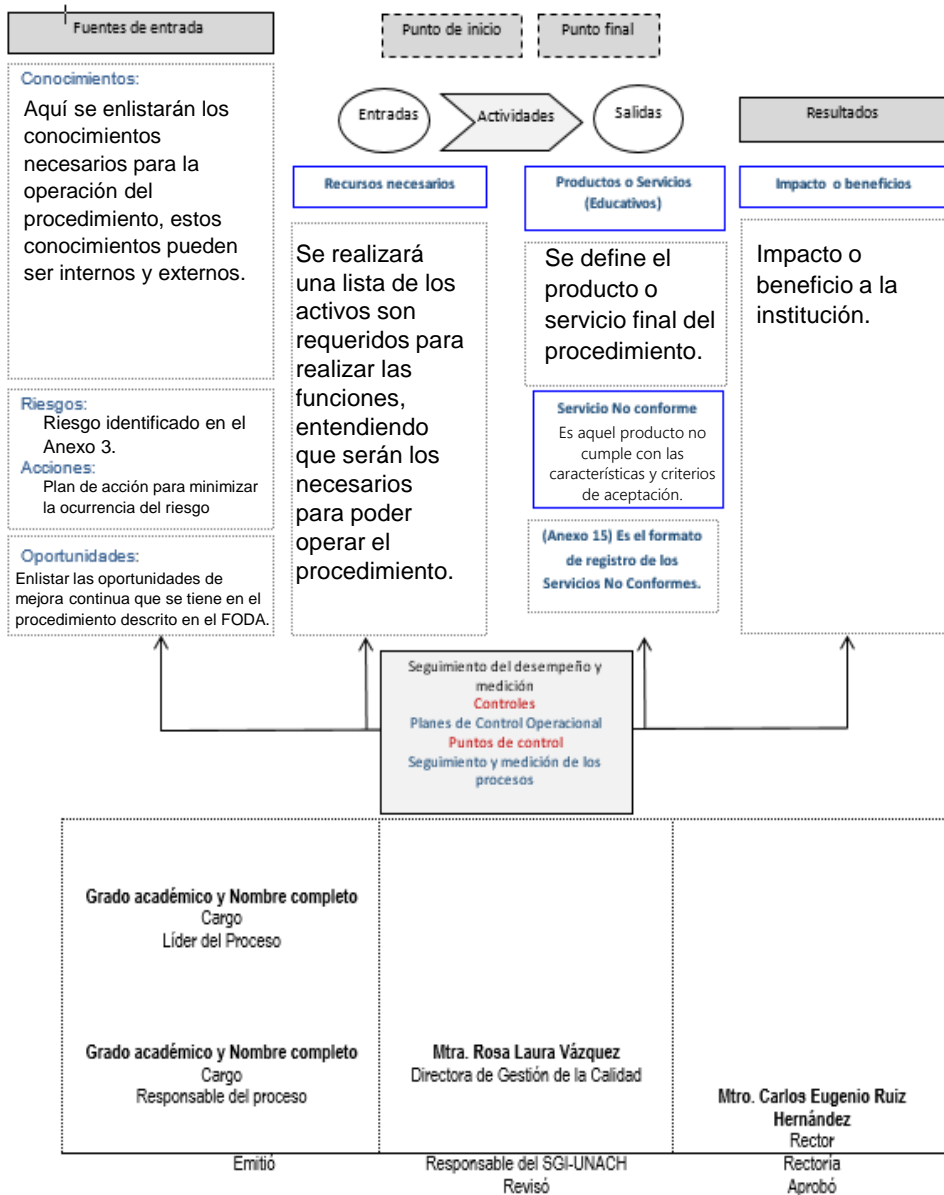 Fuentes de entrada
Punto de inicio
Punto final
Conocimientos:
Aquí se enlistarán los
conocimientos
necesarios para la
operación del
procedimiento, estos
conocimientos pueden
ser internos y externos.
Riesgos:
Riesgo identificado en el
Anexo 3.
Acciones:
Plan de acción para minimizar
la ocurrencia del riesgo
Oportunidades:
Enlistar las oportunidades de
mejora continua que se tiene en el
procedimiento descrito en el FODA.
Entradas
Actividades
Salidas
Resultados
Recursos necesarios
Se realizará
una lista de los
activos son
requeridos para
realizar las
funciones,
entendiendo
que serán los
necesarios
para poder
operar el
procedimiento.
Productos o Servicios
(Educativos)
Se define el
producto o
servicio final del
procedimiento.
Servicio No conforme
Es aquel producto no
cumple con las
características y criterios
de aceptación.
(Anexo 15) Es el formato
de registro de los
Servicios No Conformes.
Impacto o beneficios
Impacto o
beneficio a la
institución.
Seguimiento del desempeño y
medición
Controles
Planes de Control Operacional
Puntos de control
Seguimiento y medición de los
procesos
Grado académico y Nombre completo
Cargo
Líder del Proceso
Grado académico y Nombre completo
Cargo
Responsable del proceso
Emitió
Mtra. Rosa Laura Vázquez
Directora de Gestión de la Calidad
Responsable del SGI-UNACH
Revisó
Mtro. Carlos Eugenio Ruiz
Hernández
Rector
Rectoría
Aprobó